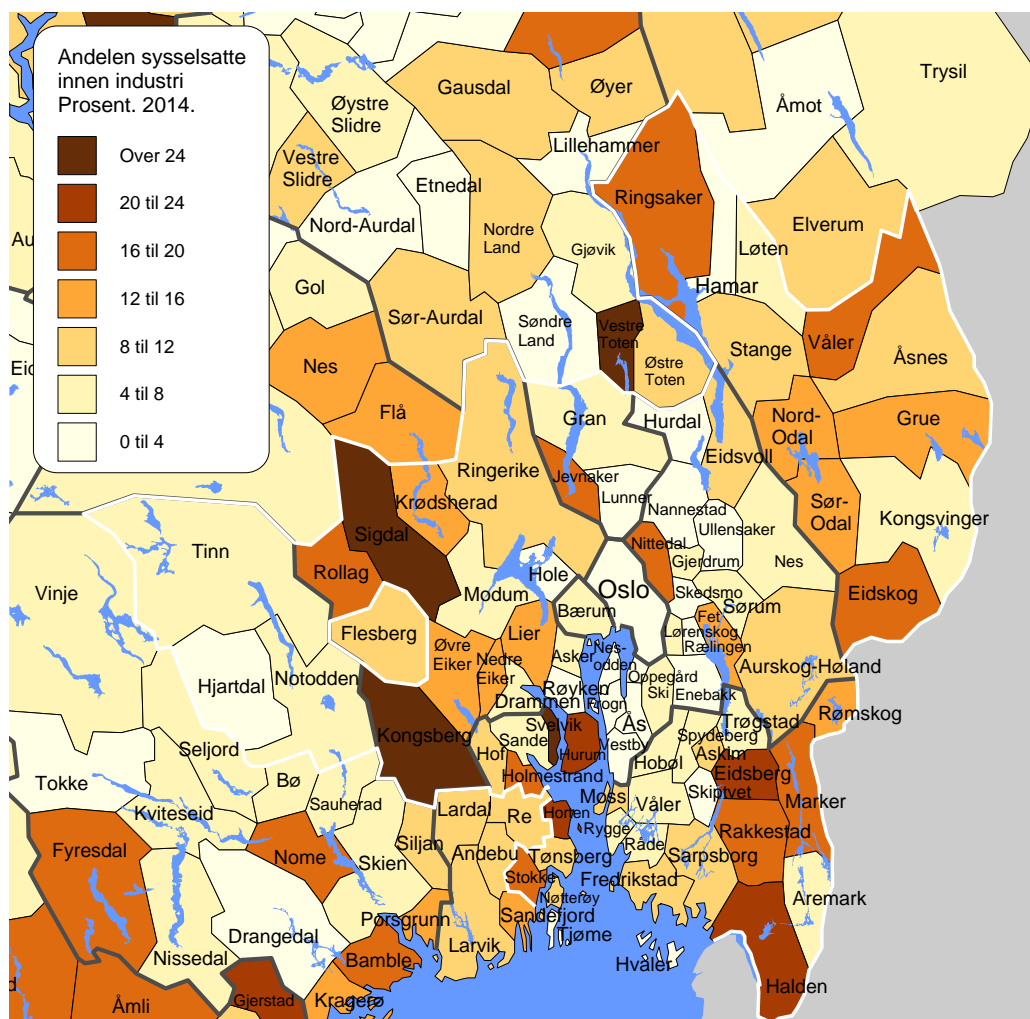 Andelen sysselsatte
innen industri
Prosent. 2014.
Over 24
20 til 24
16 til 20
12 til 16
8 til 12
4 til 8
0 til 4
Trysil
Gausdal
Øyer
Åmot
Øystre
Slidre
Lillehammer
Vestre
Slidre
Etnedal
Ringsaker
Nord-Aurdal
Elverum
Nordre
Land
Gjøvik
Løten
Au
Gol
Hamar
Sør-Aurdal
Søndre
Land
Vestre
Toten
Stange
Våler
Åsnes
Eid
Nes
Østre
Toten
Flå
Gran
Hurdal
Nord-
Odal
Grue
Ringerike
Eidsvoll
Jevnaker
Krødsherad
Lunner
Nannestad
Sør-
Odal
Kongsvinger
Sigdal
Ullensaker
Tinn
Nittedal
Gjerdrum
Nes
Rollag
Hole
Oslo
Vinje
Modum
Skedsmo
Eidskog
Bærum
Sørum
Flesberg
Lier
Fet
Øvre
Eiker
Lørenskog
Rælingen
Nedre
Eiker
Asker
Nes-
odden
Aurskog-Høland
Hjartdal
Notodden
Oppegård
Ski
Røyken
Enebakk
Drammen
Frogn
Rømskog
Svelvik
Ås
Trøgstad
Kongsberg
Sande
Vestby
Spydeberg
Seljord
Hof
Hurum
Askim
Hobøl
Tokke
Bø
Holmestrand
Eidsberg
Skiptvet
Kviteseid
Sauherad
Lardal
Moss
Våler
Marker
Re
Horten
Rygge
Rakkestad
Siljan
Råde
Fyresdal
Nome
Skien
Andebu
Tønsberg
Sarpsborg
Stokke
Fredrikstad
Nøtterøy
Aremark
Porsgrunn
Sandefjord
Drangedal
Tjøme
Larvik
Nissedal
Bamble
Hvaler
d
Gjerstad
Kragerø
Halden
Åmli